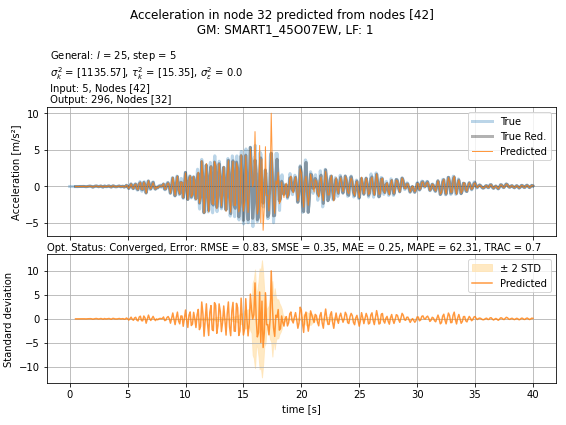 Acceleration in node 32 predicted from nodes [42]
GM: SMART1_45O07EW, LF: 1
General: l = 25, step = 5
σ²ₖ = [1135.57], τ²ₖ = [15.35], σ²ε = 0.0
Input: 5, Nodes [42]
Output: 296, Nodes [32]
10
5
0
−5
Acceleration [m/s²]
True
True Red.
Predicted
Opt. Status: Converged, Error: RMSE = 0.83, SMSE = 0.35, MAE = 0.25, MAPE = 62.31, TRAC = 0.7
10
5
0
−5
−10
Standard deviation
± 2 STD
Predicted
0 5 10 15 20 25 30 35 40
time [s]